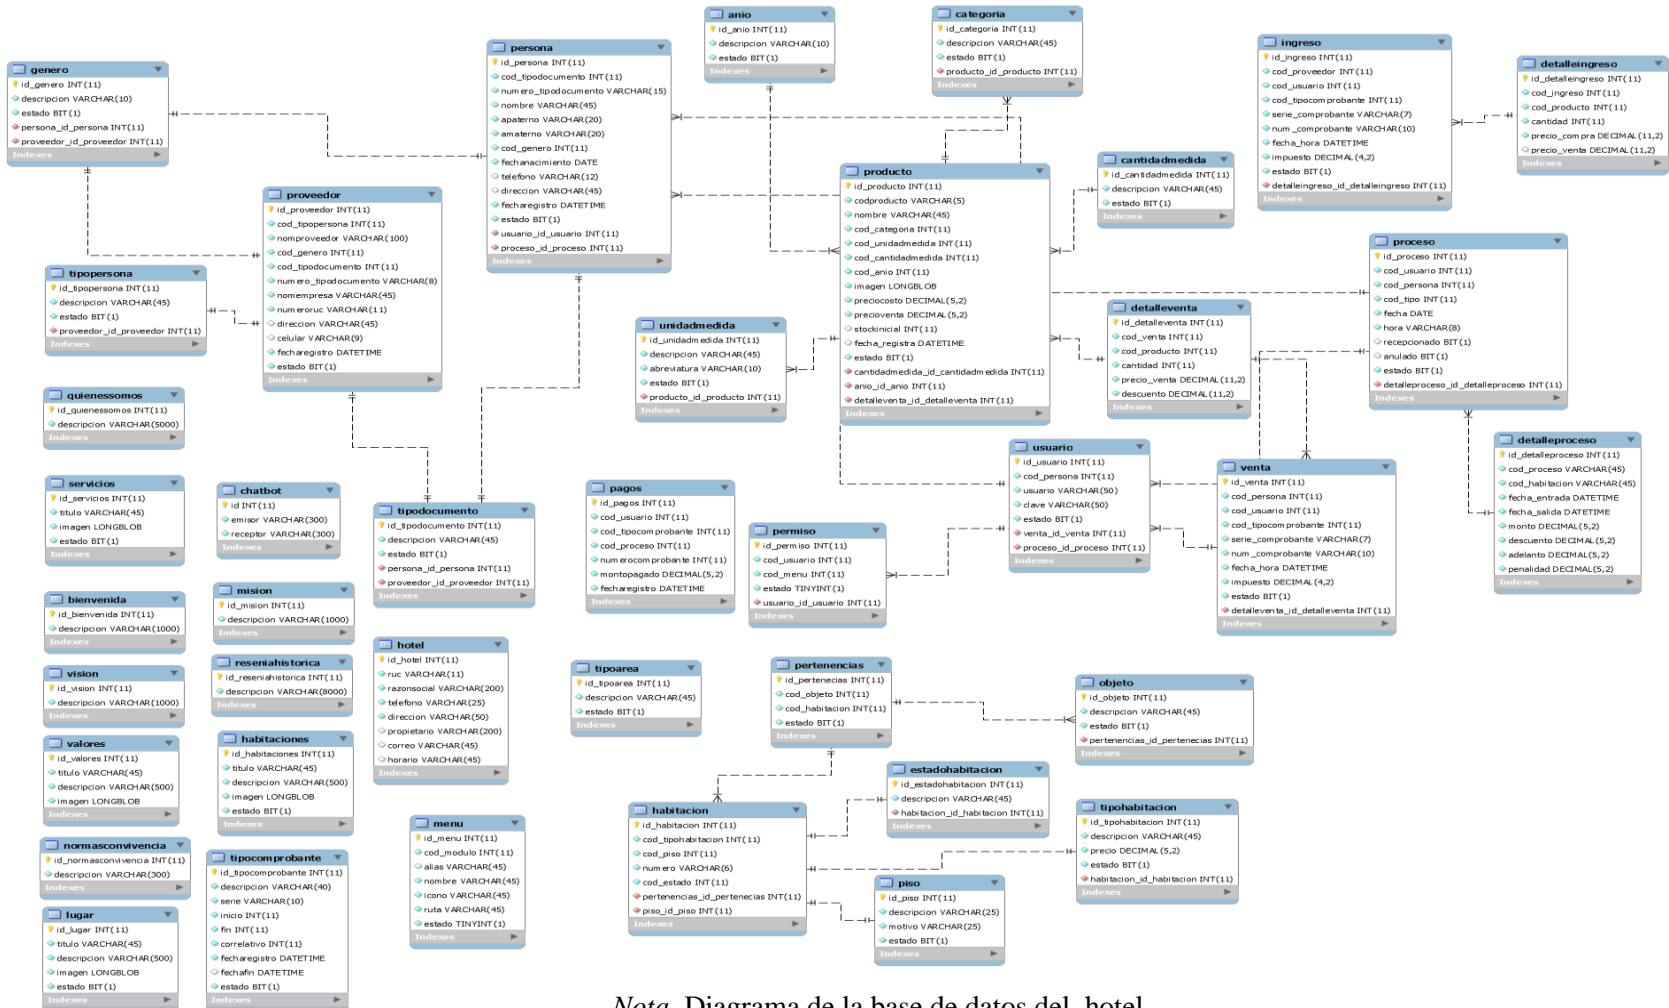 anio
id_anio INT(11)
descripcion VARCHAR(10)
estado BIT(1)
Indexes
categoria
id_categoria INT(11)
descripcion VARCHAR(45)
estado BIT(1)
producto_id_producto INT(11)
Indexes
persona
id_persona INT(11)
cod_tipodocumento INT(11)
numero_tipodocumento VARCHAR(15)
nombre VARCHAR(45)
apaterno VARCHAR(20)
amaterno VARCHAR(20)
cod_genero INT(11)
fechanacimiento DATE
telefono VARCHAR(12)
direccion VARCHAR(45)
fecharegistro DATETIME
estado BIT(1)
usuario_id_usuario INT(11)
proceso_id_proceso INT(11)
Indexes
ingreso
id_ingreso INT(11)
cod_proveedor INT(11)
cod_usuario INT(11)
cod_tipocomprobante INT(11)
serie_comprobante VARCHAR(7)
num_comprobante VARCHAR(10)
fecha_hora DATETIME
impuesto DECIMAL(4,2)
estado BIT(1)
detalleingreso_id_detalleingreso INT(11)
Indexes
detalleingreso
id_detalleingreso INT(11)
cod_ingreso INT(11)
cod_producto INT(11)
cantidad INT(11)
precio_compra DECIMAL(11,2)
precio_venta DECIMAL(11,2)
Indexes
genero
id_genero INT(11)
descripcion VARCHAR(10)
estado BIT(1)
persona_id_persona INT(11)
proveedor_id_proveedor INT(11)
Indexes
proveedor
id_proveedor INT(11)
cod_tipopersona INT(11)
nomproveedor VARCHAR(100)
cod_genero INT(11)
cod_tipodocumento INT(11)
numero_tipodocumento VARCHAR(8)
nomempresa VARCHAR(45)
numeroruc VARCHAR(11)
direccion VARCHAR(45)
celular VARCHAR(9)
fecharegistro DATETIME
estado BIT(1)
Indexes
producto
id_producto INT(11)
codproducto VARCHAR(5)
nombre VARCHAR(45)
cod_categoria INT(11)
cod_unidadmedida INT(11)
cod_cantidadmedida INT(11)
cod_anio INT(11)
imagen LONGBLOB
preciocosto DECIMAL(5,2)
precioventa DECIMAL(5,2)
stockinicial INT(11)
fecha_registra DATETIME
estado BIT(1)
cantidadmedida_id_cantidadmedida INT(11)
anio_id_anio INT(11)
detalleventa_id_detalleventa INT(11)
Indexes
cantidadmedida
id_cantidadmedida INT(11)
descripcion VARCHAR(45)
estado BIT(1)
Indexes
proceso
id_proceso INT(11)
cod_usuario INT(11)
cod_persona INT(11)
cod_tipo INT(11)
fecha DATE
hora VARCHAR(8)
recepcionado BIT(1)
anulado BIT(1)
estado BIT(1)
detalleproceso_id_detalleproceso INT(11)
Indexes
tipopersona
id_tipopersona INT(11)
descripcion VARCHAR(45)
estado BIT(1)
proveedor_id_proveedor INT(11)
Indexes
unidadmedida
id_unidadmedida INT(11)
descripcion VARCHAR(45)
abreviatura VARCHAR(10)
estado BIT(1)
producto_id_producto INT(11)
Indexes
detalleventa
id_detalleventa INT(11)
cod_venta INT(11)
cod_producto INT(11)
cantidad INT(11)
precio_venta DECIMAL(11,2)
descuento DECIMAL(11,2)
Indexes
quienessomos
id_quienessomos INT(11)
descripcion VARCHAR(5000)
Indexes
servicios
id_servicios INT(11)
titulo VARCHAR(45)
imagen LONGBLOB
estado BIT(1)
Indexes
chatbot
id INT(11)
emisor VARCHAR(300)
receptor VARCHAR(300)
Indexes
tipodocumento
id_tipodocumento INT(11)
descripcion VARCHAR(45)
estado BIT(1)
persona_id_persona INT(11)
proveedor_id_proveedor INT(11)
Indexes
pagos
id_pagos INT(11)
cod_usuario INT(11)
cod_tipocomprobante INT(11)
cod_proceso INT(11)
numerocomprobante INT(11)
montopagado DECIMAL(5,2)
fecharegistro DATETIME
Indexes
permiso
id_permiso INT(11)
cod_usuario INT(11)
cod_menu INT(11)
estado TINYINT(1)
usuario_id_usuario INT(11)
Indexes
usuario
id_usuario INT(11)
cod_persona INT(11)
usuario VARCHAR(50)
clave VARCHAR(50)
estado BIT(1)
venta_id_venta INT(11)
proceso_id_proceso INT(11)
Indexes
venta
id_venta INT(11)
cod_persona INT(11)
cod_usuario INT(11)
cod_tipocomprobante INT(11)
serie_comprobante VARCHAR(7)
num_comprobante VARCHAR(10)
fecha_hora DATETIME
impuesto DECIMAL(4,2)
estado BIT(1)
detalleventa_id_detalleventa INT(11)
Indexes
detalleproceso
id_detalleproceso INT(11)
cod_proceso VARCHAR(45)
cod_habitacion VARCHAR(45)
fecha_entrada DATETIME
fecha_salida DATETIME
monto DECIMAL(5,2)
descuento DECIMAL(5,2)
adelanto DECIMAL(5,2)
penalidad DECIMAL(5,2)
Indexes
bienvenida
id_bienvenida INT(11)
descripcion VARCHAR(1000)
Indexes
mision
id_mision INT(11)
descripcion VARCHAR(1000)
Indexes
vision
id_vision INT(11)
descripcion VARCHAR(1000)
Indexes
reseniahistorica
id_reseniahistorica INT(11)
descripcion VARCHAR(8000)
Indexes
hotel
id_hotel INT(11)
ruc VARCHAR(11)
razonsocial VARCHAR(200)
telefono VARCHAR(25)
direccion VARCHAR(50)
propietario VARCHAR(200)
correo VARCHAR(45)
horario VARCHAR(45)
Indexes
tipoarea
id_tipoarea INT(11)
descripcion VARCHAR(45)
estado BIT(1)
Indexes
pertenencias
id_pertenecias INT(11)
cod_objeto INT(11)
cod_habitacion INT(11)
estado BIT(1)
Indexes
objeto
id_objeto INT(11)
descripcion VARCHAR(45)
estado BIT(1)
pertenencias_id_pertenecias INT(11)
Indexes
valores
id_valores INT(11)
titulo VARCHAR(45)
descripcion VARCHAR(500)
imagen LONGBLOB
Indexes
habitaciones
id_habitaciones INT(11)
titulo VARCHAR(45)
descripcion VARCHAR(500)
imagen LONGBLOB
estado BIT(1)
Indexes
estadohabitacion
id_estadohabitacion INT(11)
descripcion VARCHAR(45)
habitacion_id_habitacion INT(11)
Indexes
habitacion
id_habitacion INT(11)
cod_tipohabitacion INT(11)
cod_piso INT(11)
numero VARCHAR(6)
cod_estado INT(11)
pertenencias_id_pertenecias INT(11)
piso_id_piso INT(11)
Indexes
tipohabitacion
id_tipohabitacion INT(11)
descripcion VARCHAR(45)
precio DECIMAL(5,2)
estado BIT(1)
habitacion_id_habitacion INT(11)
Indexes
normasconvivencia
id_normasconvivencia INT(11)
descripcion VARCHAR(300)
Indexes
tipocomprobante
id_tipocomprobante INT(11)
descripcion VARCHAR(40)
serie VARCHAR(10)
inicio INT(11)
fin INT(11)
correlativo INT(11)
fecharegistro DATETIME
fechafin DATETIME
estado BIT(1)
Indexes
menu
id_menu INT(11)
cod_modulo INT(11)
alias VARCHAR(45)
nombre VARCHAR(45)
icono VARCHAR(45)
ruta VARCHAR(45)
estado TINYINT(1)
Indexes
piso
id_piso INT(11)
descripcion VARCHAR(25)
motivo VARCHAR(25)
estado BIT(1)
Indexes
lugar
id_lugar INT(11)
titulo VARCHAR(45)
descripcion VARCHAR(500)
imagen LONGBLOB
estado BIT(1)
Indexes
Nota. Diagrama de la base de datos del hotel